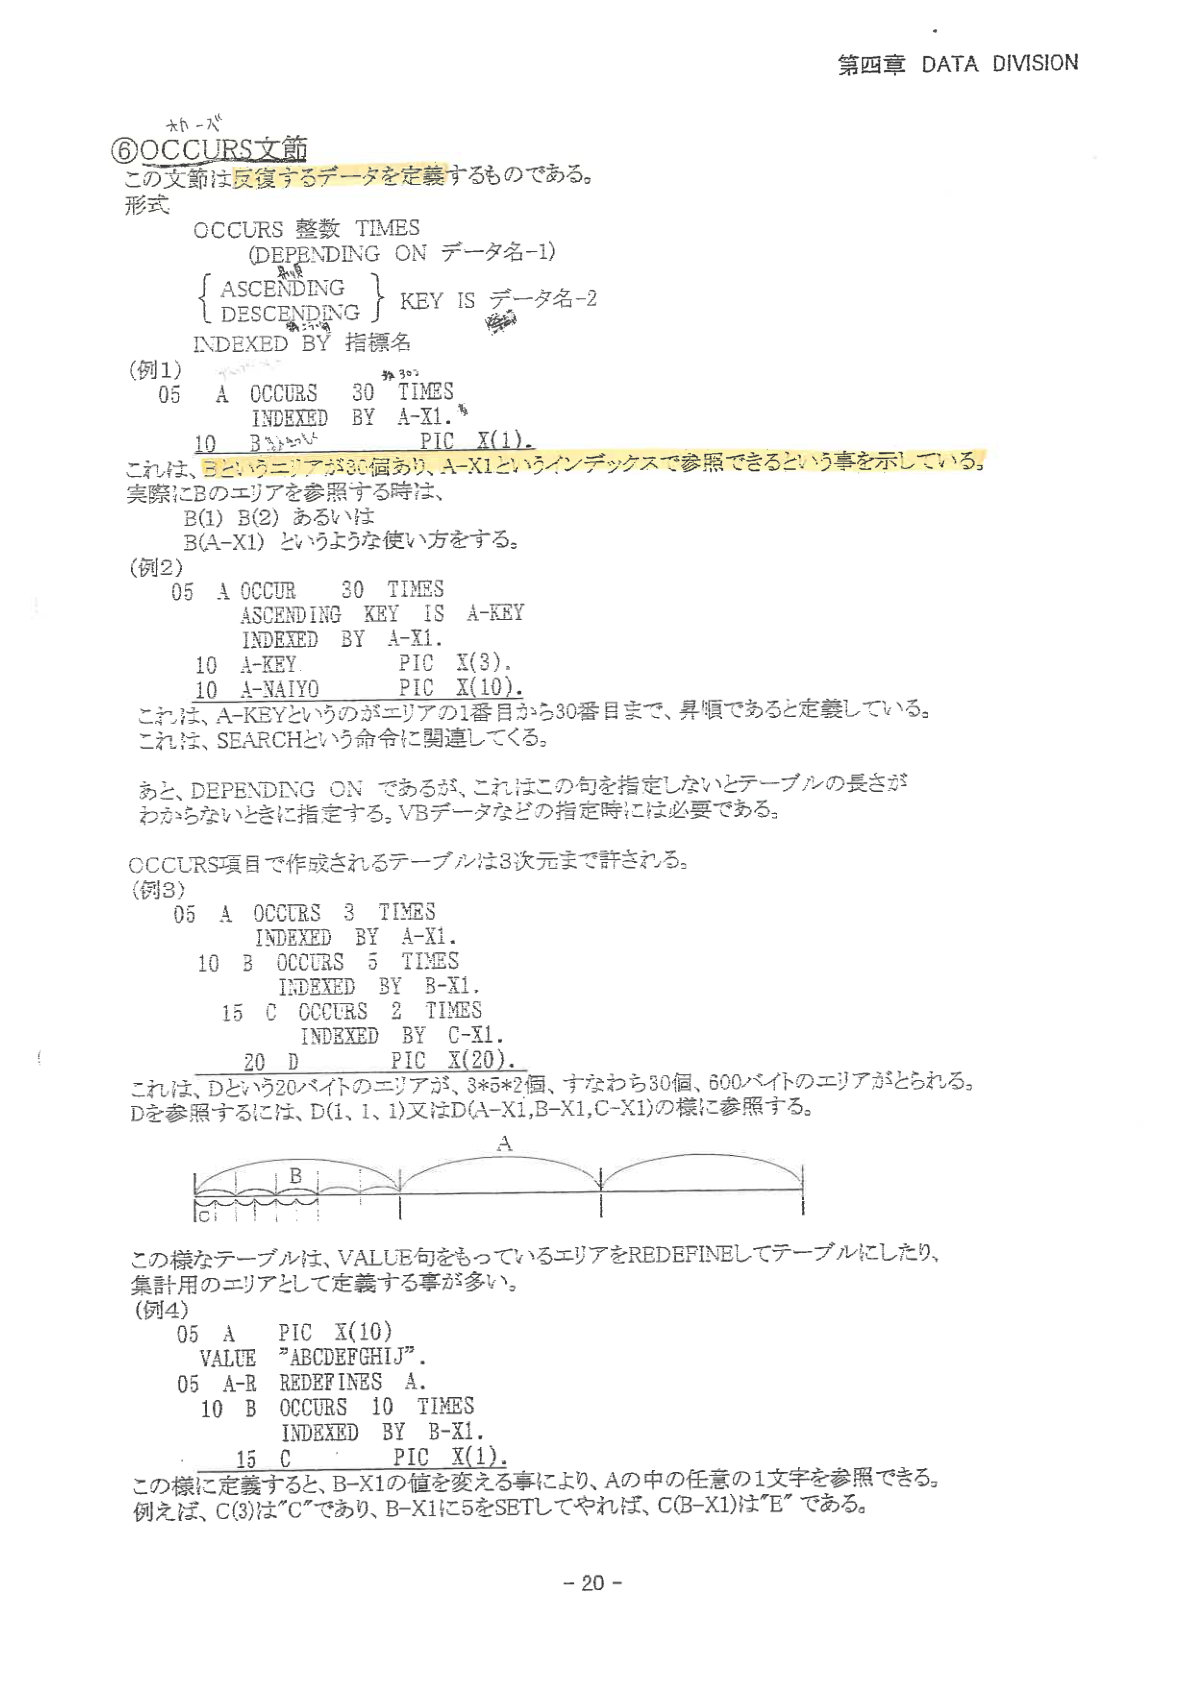 第四章 DATA DIVISION
オカーズ
⑥OCCURS文節
この文節は反復するデータを定義するものである。
形式
OCCURS 整数 TIMES
(DEPENDING ON データ名-1)
昇順
{ ASCENDING
DESCENDING } KEY IS データ名-2
INDEXED BY 指標名
(例1)
05 A OCCURS 30 TIMES
INDEXED BY A-X1.
10 B PIC X(1).
これは、Bというエリアが30個あり、A-X1というインデックスで参照できるという事を示している。
実際にBのエリアを参照する時は、
B(1) B(2) あるいは
B(A-X1) というような使い方をする。
(例2)
05 A OCCUR 30 TIMES
ASCENDING KEY IS A-KEY
INDEXED BY A-X1.
10 A-KEY PIC X(3).
10 A-NAIYO PIC X(10).
これは、A-KEYというのがエリアの1番目から30番目まで、昇順であると定義している。
これは、SEARCHという命令に関連してくる。
あと、DEPENDING ON であるが、これはこの句を指定しないとテーブルの長さが
わからないときに指定する。VBデータなどの指定時には必要である。
OCCURS項目で作成されるテーブルは3次元まで許される。
(例3)
05 A OCCURS 3 TIMES
INDEXED BY A-X1.
10 B OCCURS 5 TIMES
INDEXED BY B-X1.
15 C OCCURS 2 TIMES
INDEXED BY C-X1.
20 D PIC X(20).
これは、Dという20バイトのエリアが、3*5*2個、すなわち30個、600バイトのエリアがとられる。
Dを参照するには、D(1、1、1)又はD(A-X1,B-X1,C-X1)の様に参照する。
A
B
C
この様なテーブルは、VALUE句をもっているエリアをREDEFINEしてテーブルにしたり、
集計用のエリアとして定義する事が多い。
(例4)
05 A PIC X(10)
VALUE ”ABCDEFGHIJ”.
05 A-R REDEFINES A.
10 B OCCURS 10 TIMES
INDEXED BY B-X1.
15 C PIC X(1).
この様に定義すると、B-X1の値を変える事により、Aの中の任意の1文字を参照できる。
例えば、C(3)は”C”であり、B-X1に5をSETしてやれば、C(B-X1)は”E” である。
- 20 -